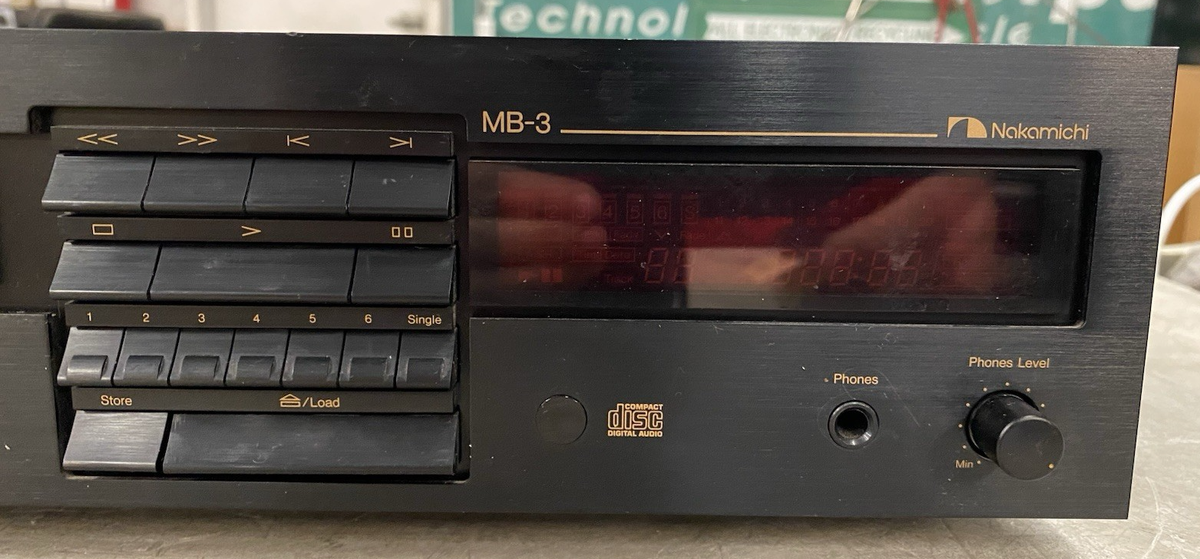 Technol
MB-3
Nakamichi
1 2 3 4 5 6 Single
Store
/Load
COMPACT
disc
DIGITAL AUDIO
Phones
Phones Level
Min